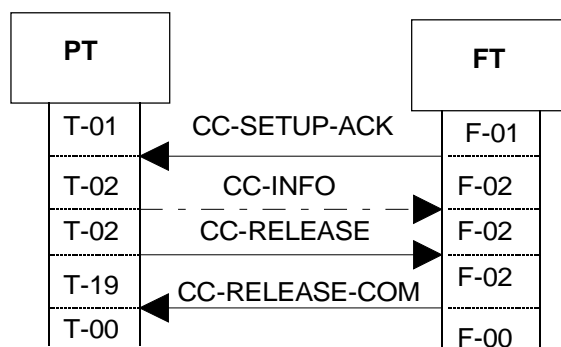 PT FT
T-01 CC-SETUP-ACK F-01
T-02 CC-INFO F-02
T-02 CC-RELEASE F-02
T-19 CC-RELEASE-COM F-02
T-00 F-00